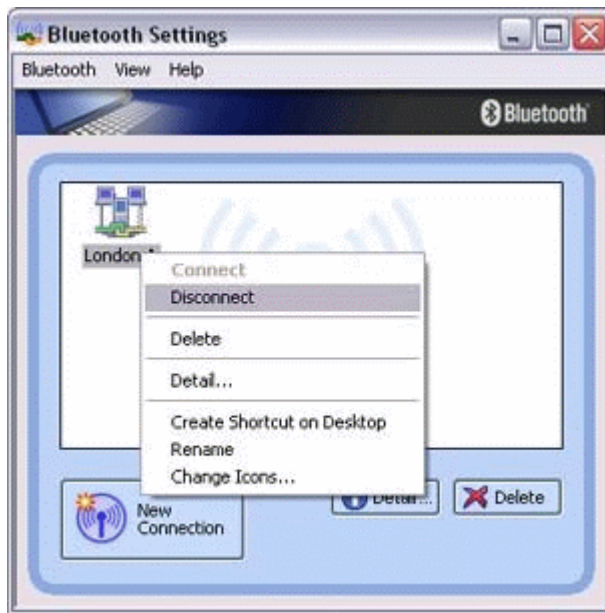 Bluetooth Settings
Bluetooth View Help
Bluetooth
London
Connect
Disconnect
Delete
Detail...
Create Shortcut on Desktop
Rename
Change Icons...
New
Connection
Detail...
Delete